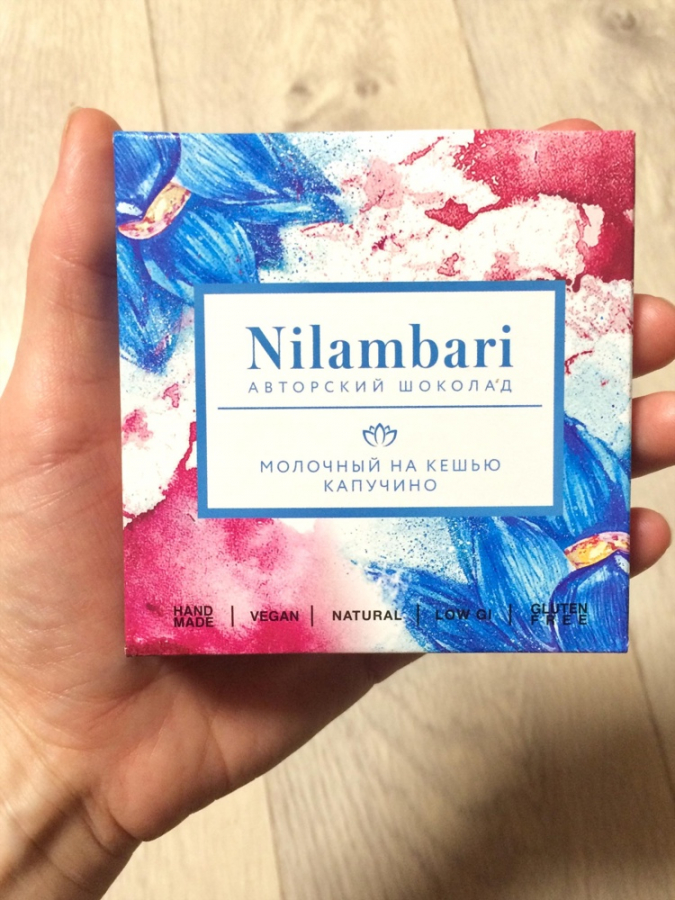 Nilambari
АВТОРСКИЙ ШОКОЛАД
МОЛОЧНЫЙ НА КЕШЬЮ
КАПУЧИНО
HAND MADE | VEGAN | NATURAL | LOW GI | GLUTEN FREE